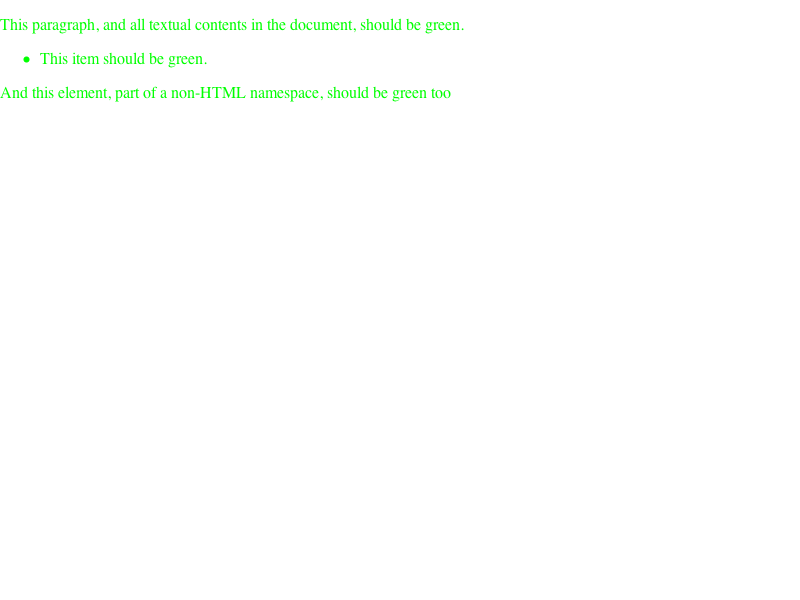 This paragraph, and all textual contents in the document, should be green.
• This item should be green.
And this element, part of a non-HTML namespace, should be green too